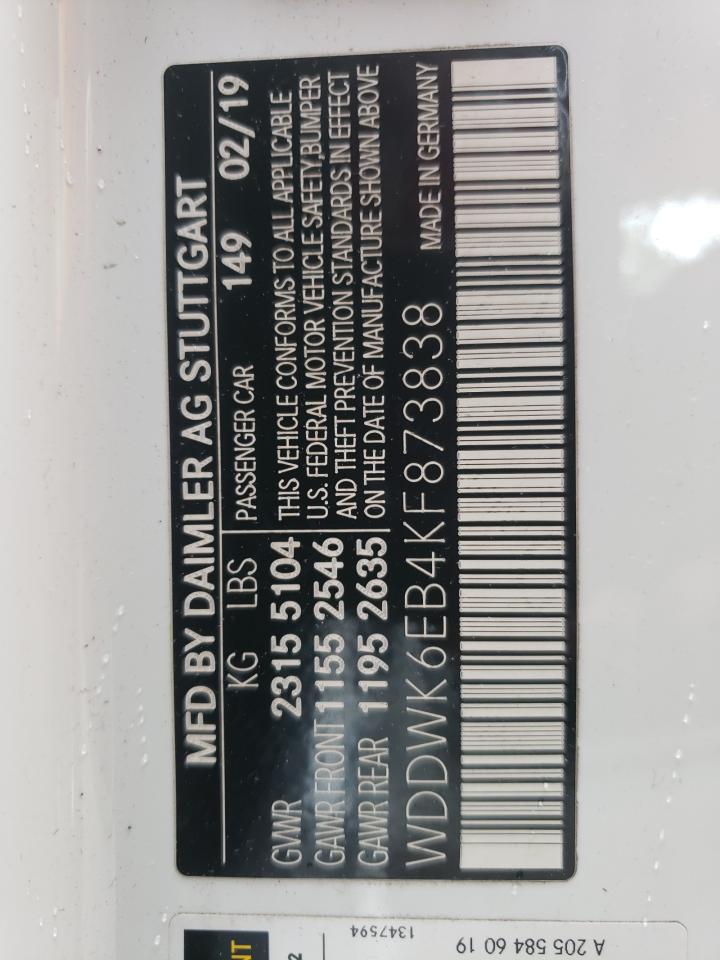 MFD BY DAIMLER AG STUTTGART
KG LBS PASSENGER CAR 149 02/19
GVWR 2315 5104
GAWR FRONT 1155 2546
GAWR REAR 1195 2635
THIS VEHICLE CONFORMS TO ALL APPLICABLE
U.S. FEDERAL MOTOR VEHICLE SAFETY,BUMPER
AND THEFT PREVENTION STANDARDS IN EFFECT
ON THE DATE OF MANUFACTURE SHOWN ABOVE
WDDWK6EB4KF873838 MADE IN GERMANY
NT
2
1347594
A 205 584 60 19